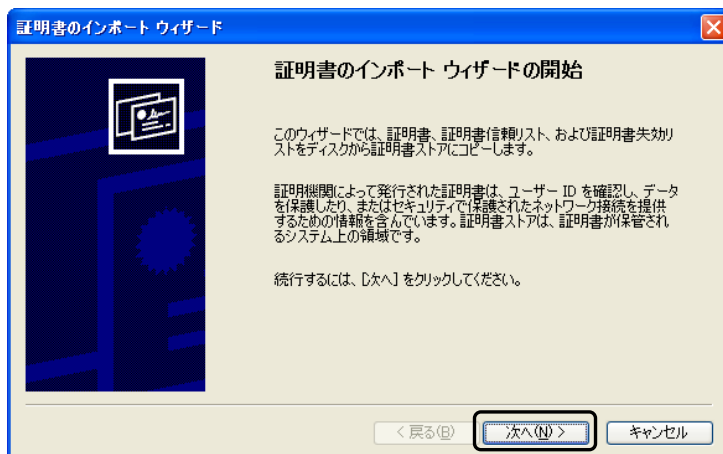 証明書のインポート ウィザード
証明書のインポート ウィザードの開始
このウィザードでは、証明書、証明書信頼リスト、および証明書失効リ
ストをディスクから証明書ストアにコピーします。
証明機関によって発行された証明書は、ユーザー ID を確認し、データ
を保護したり、またはセキュリティで保護されたネットワーク接続を提供
するための情報を含んでいます。証明書ストアは、証明書が保管され
るシステム上の領域です。
続行するには、[次へ] をクリックしてください。
< 戻る(B)
次へ(N) >
キャンセル